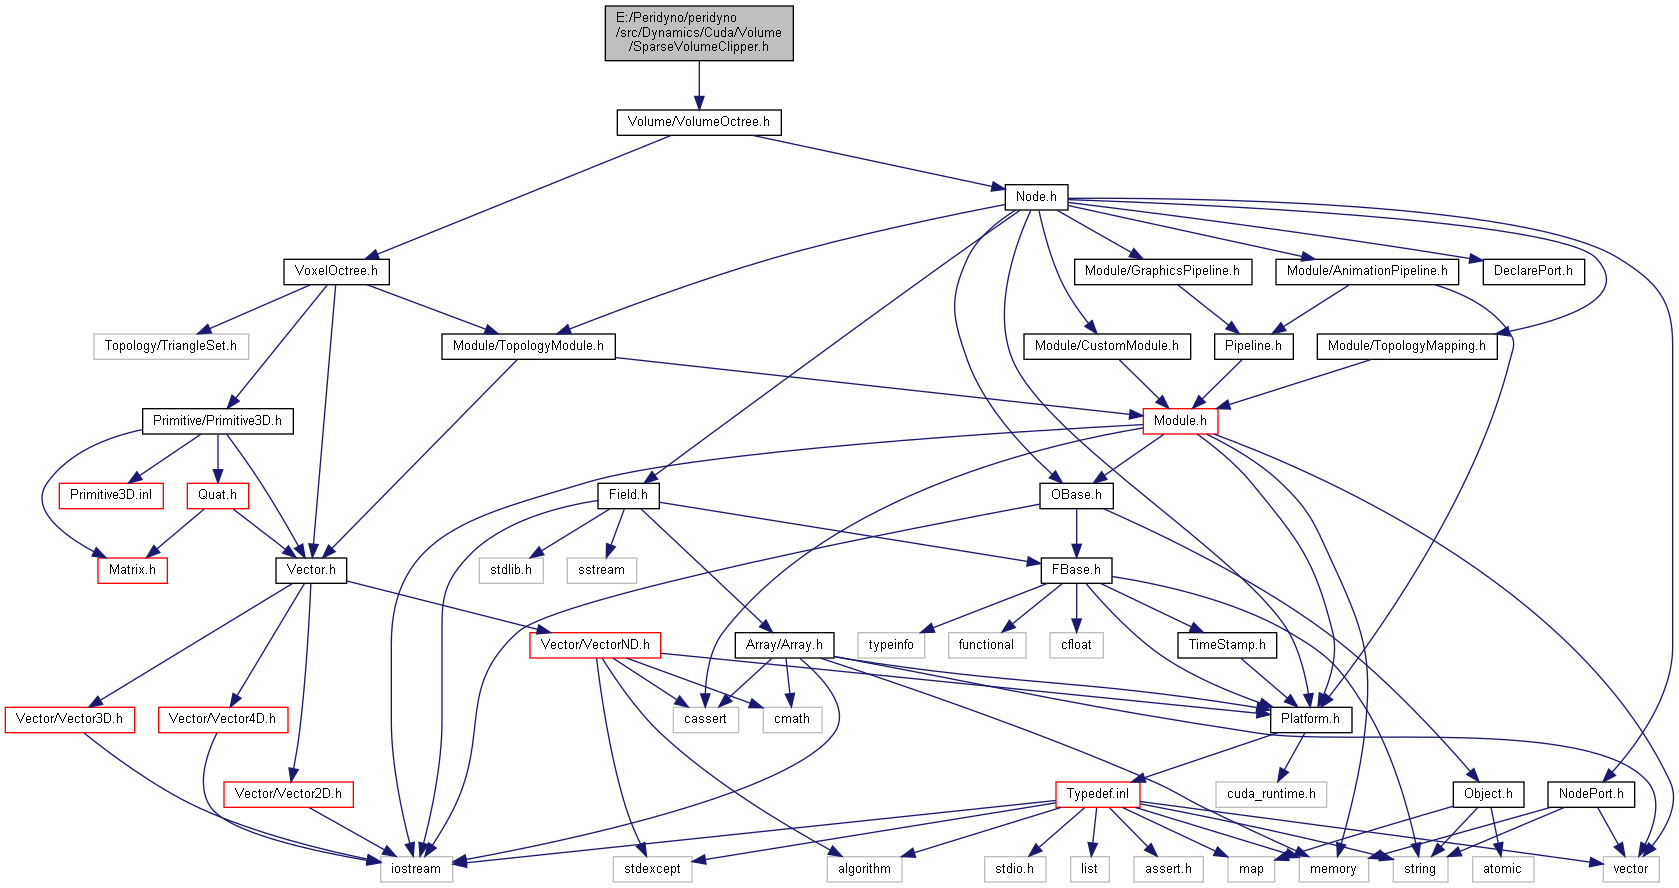 E:/Peridyno/peridyno
/src/Dynamics/Cuda/Volume
/SparseVolumeClipper.h
Volume/VolumeOctree.h
Node.h
VoxelOctree.h
Module/GraphicsPipeline.h
Module/AnimationPipeline.h
DeclarePort.h
Topology/TriangleSet.h
Module/TopologyModule.h
Module/CustomModule.h
Pipeline.h
Module/TopologyMapping.h
Primitive/Primitive3D.h
Module.h
Primitive3D.inl
Quat.h
Field.h
OBase.h
Matrix.h
Vector.h
stdlib.h
sstream
FBase.h
Vector/VectorND.h
Array/Array.h
typeinfo
functional
cfloat
TimeStamp.h
Vector/Vector3D.h
Vector/Vector4D.h
cassert
cmath
Platform.h
Vector/Vector2D.h
Typedef.inl
cuda_runtime.h
Object.h
NodePort.h
iostream
stdexcept
algorithm
stdio.h
list
assert.h
map
memory
string
atomic
vector